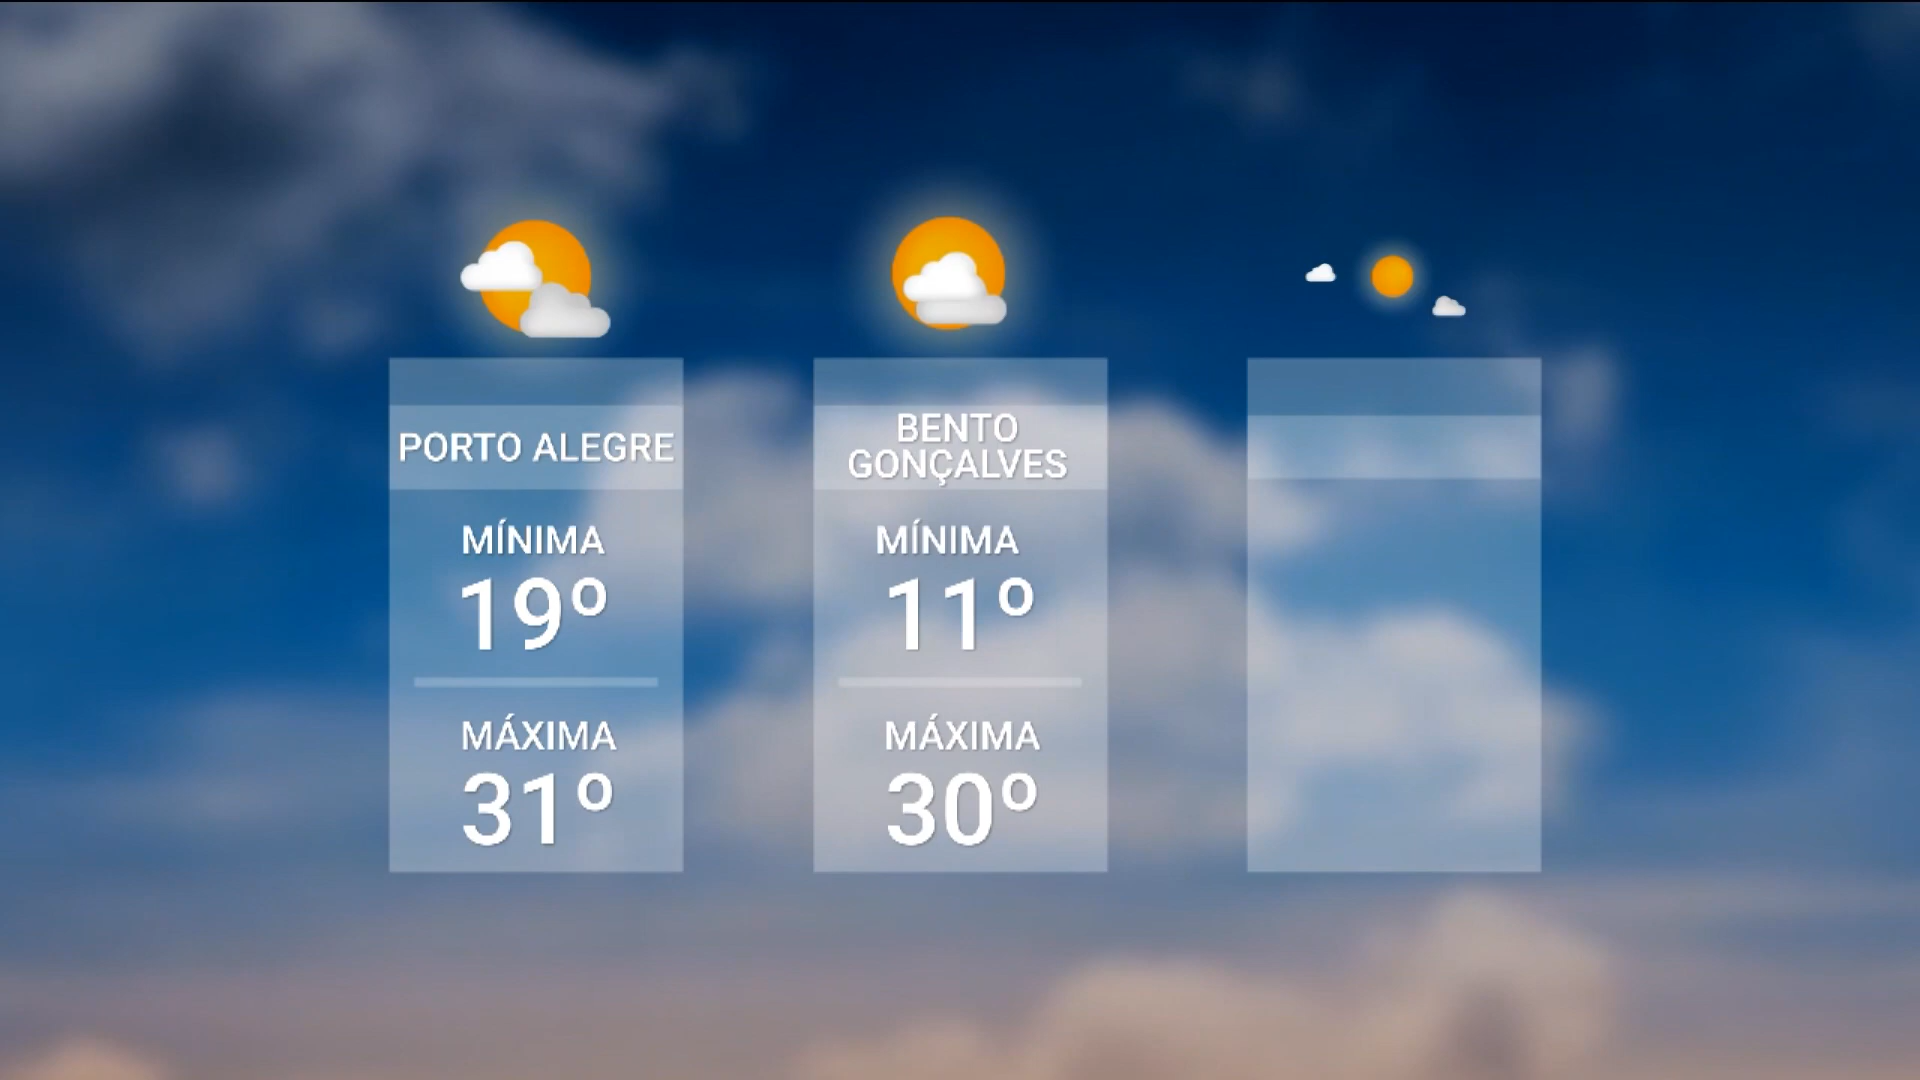 PORTO ALEGRE
MÍNIMA
19º
MÁXIMA
31º
BENTO
GONÇALVES
MÍNIMA
11º
MÁXIMA
30º